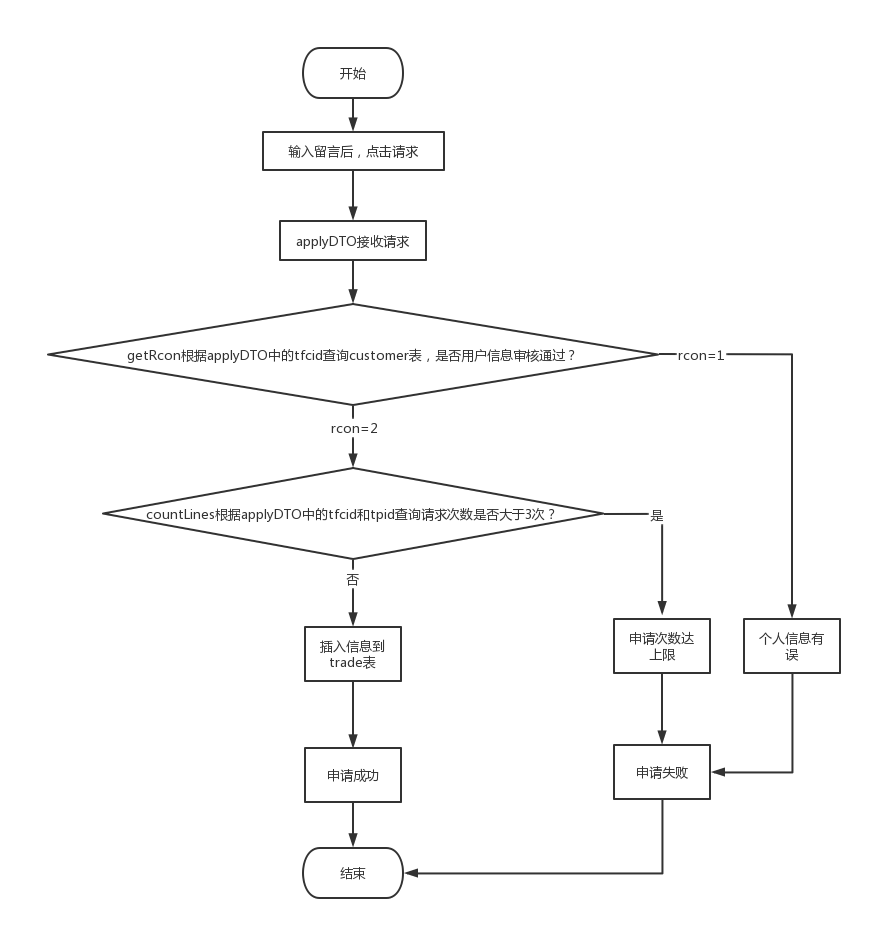 开始
输入留言后，点击请求
applyDTO接收请求
getRcon根据applyDTO中的tfcid查询customer表，是否用户信息审核通过？
rcon=1
rcon=2
countLines根据applyDTO中的tfcid和tpid查询请求次数是否大于3次？
是
否
插入信息到
trade表
申请次数达
上限
个人信息有
误
申请成功
申请失败
结束